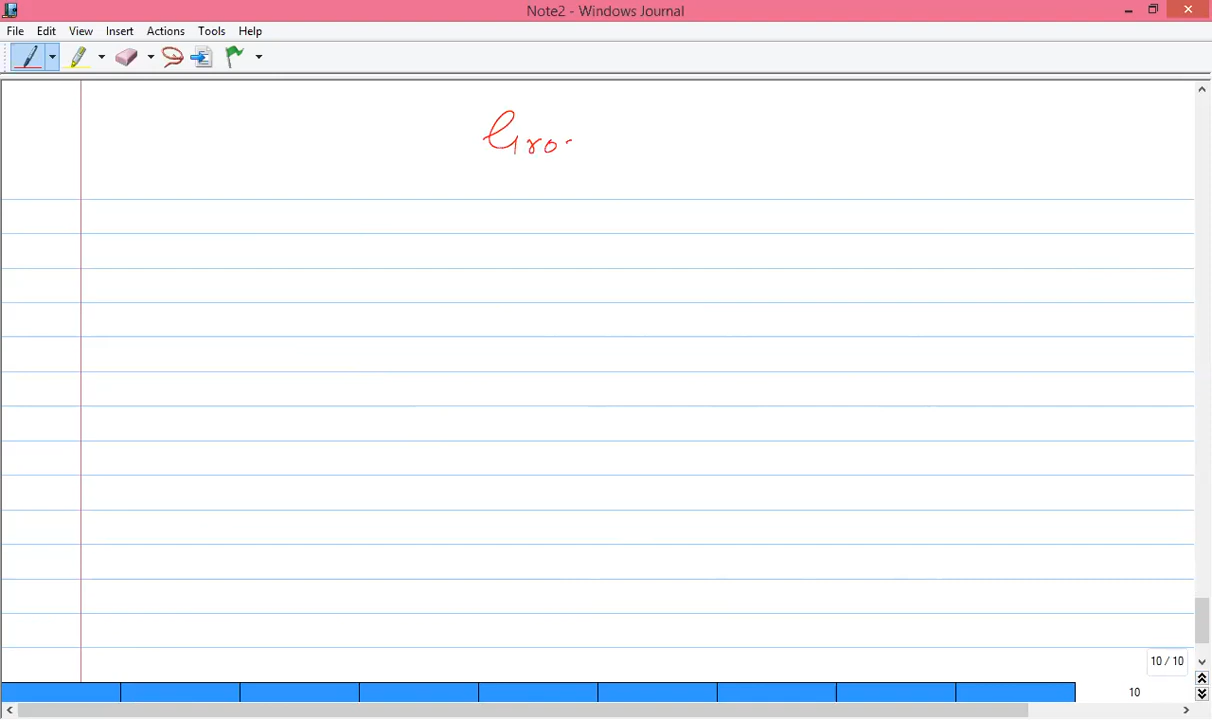 Note2 - Windows Journal
File Edit View Insert Actions Tools Help
Gro
10 / 10
10